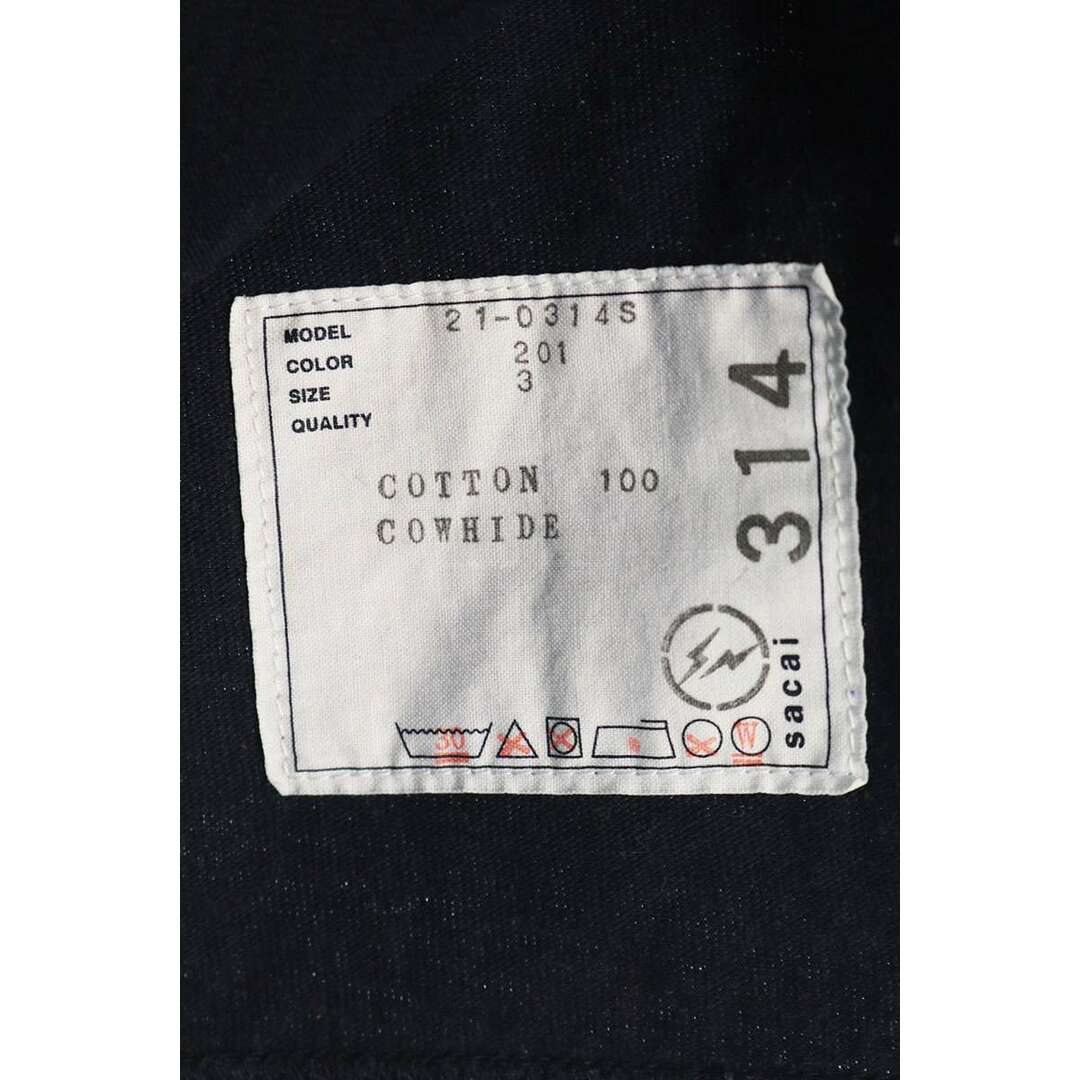 MODEL 21-0314S
COLOR 201
SIZE 3
QUALITY
COTTON 100
COWHIDE
314
sacai
30
W